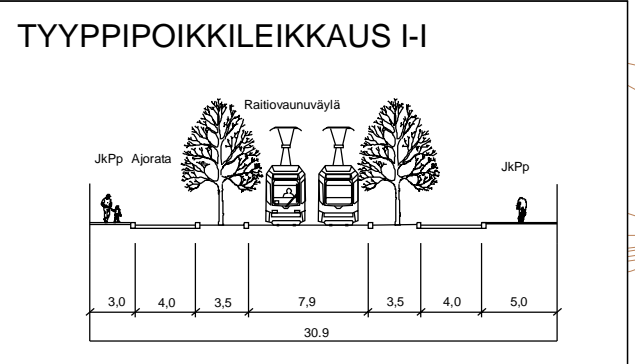 TYYPPIPOIKKILEIKKAUS I-I
Raitiovaunuväylä
JkPp Ajorata JkPp
3,0 4,0 3,5 7,9 3,5 4,0 5,0
30.9